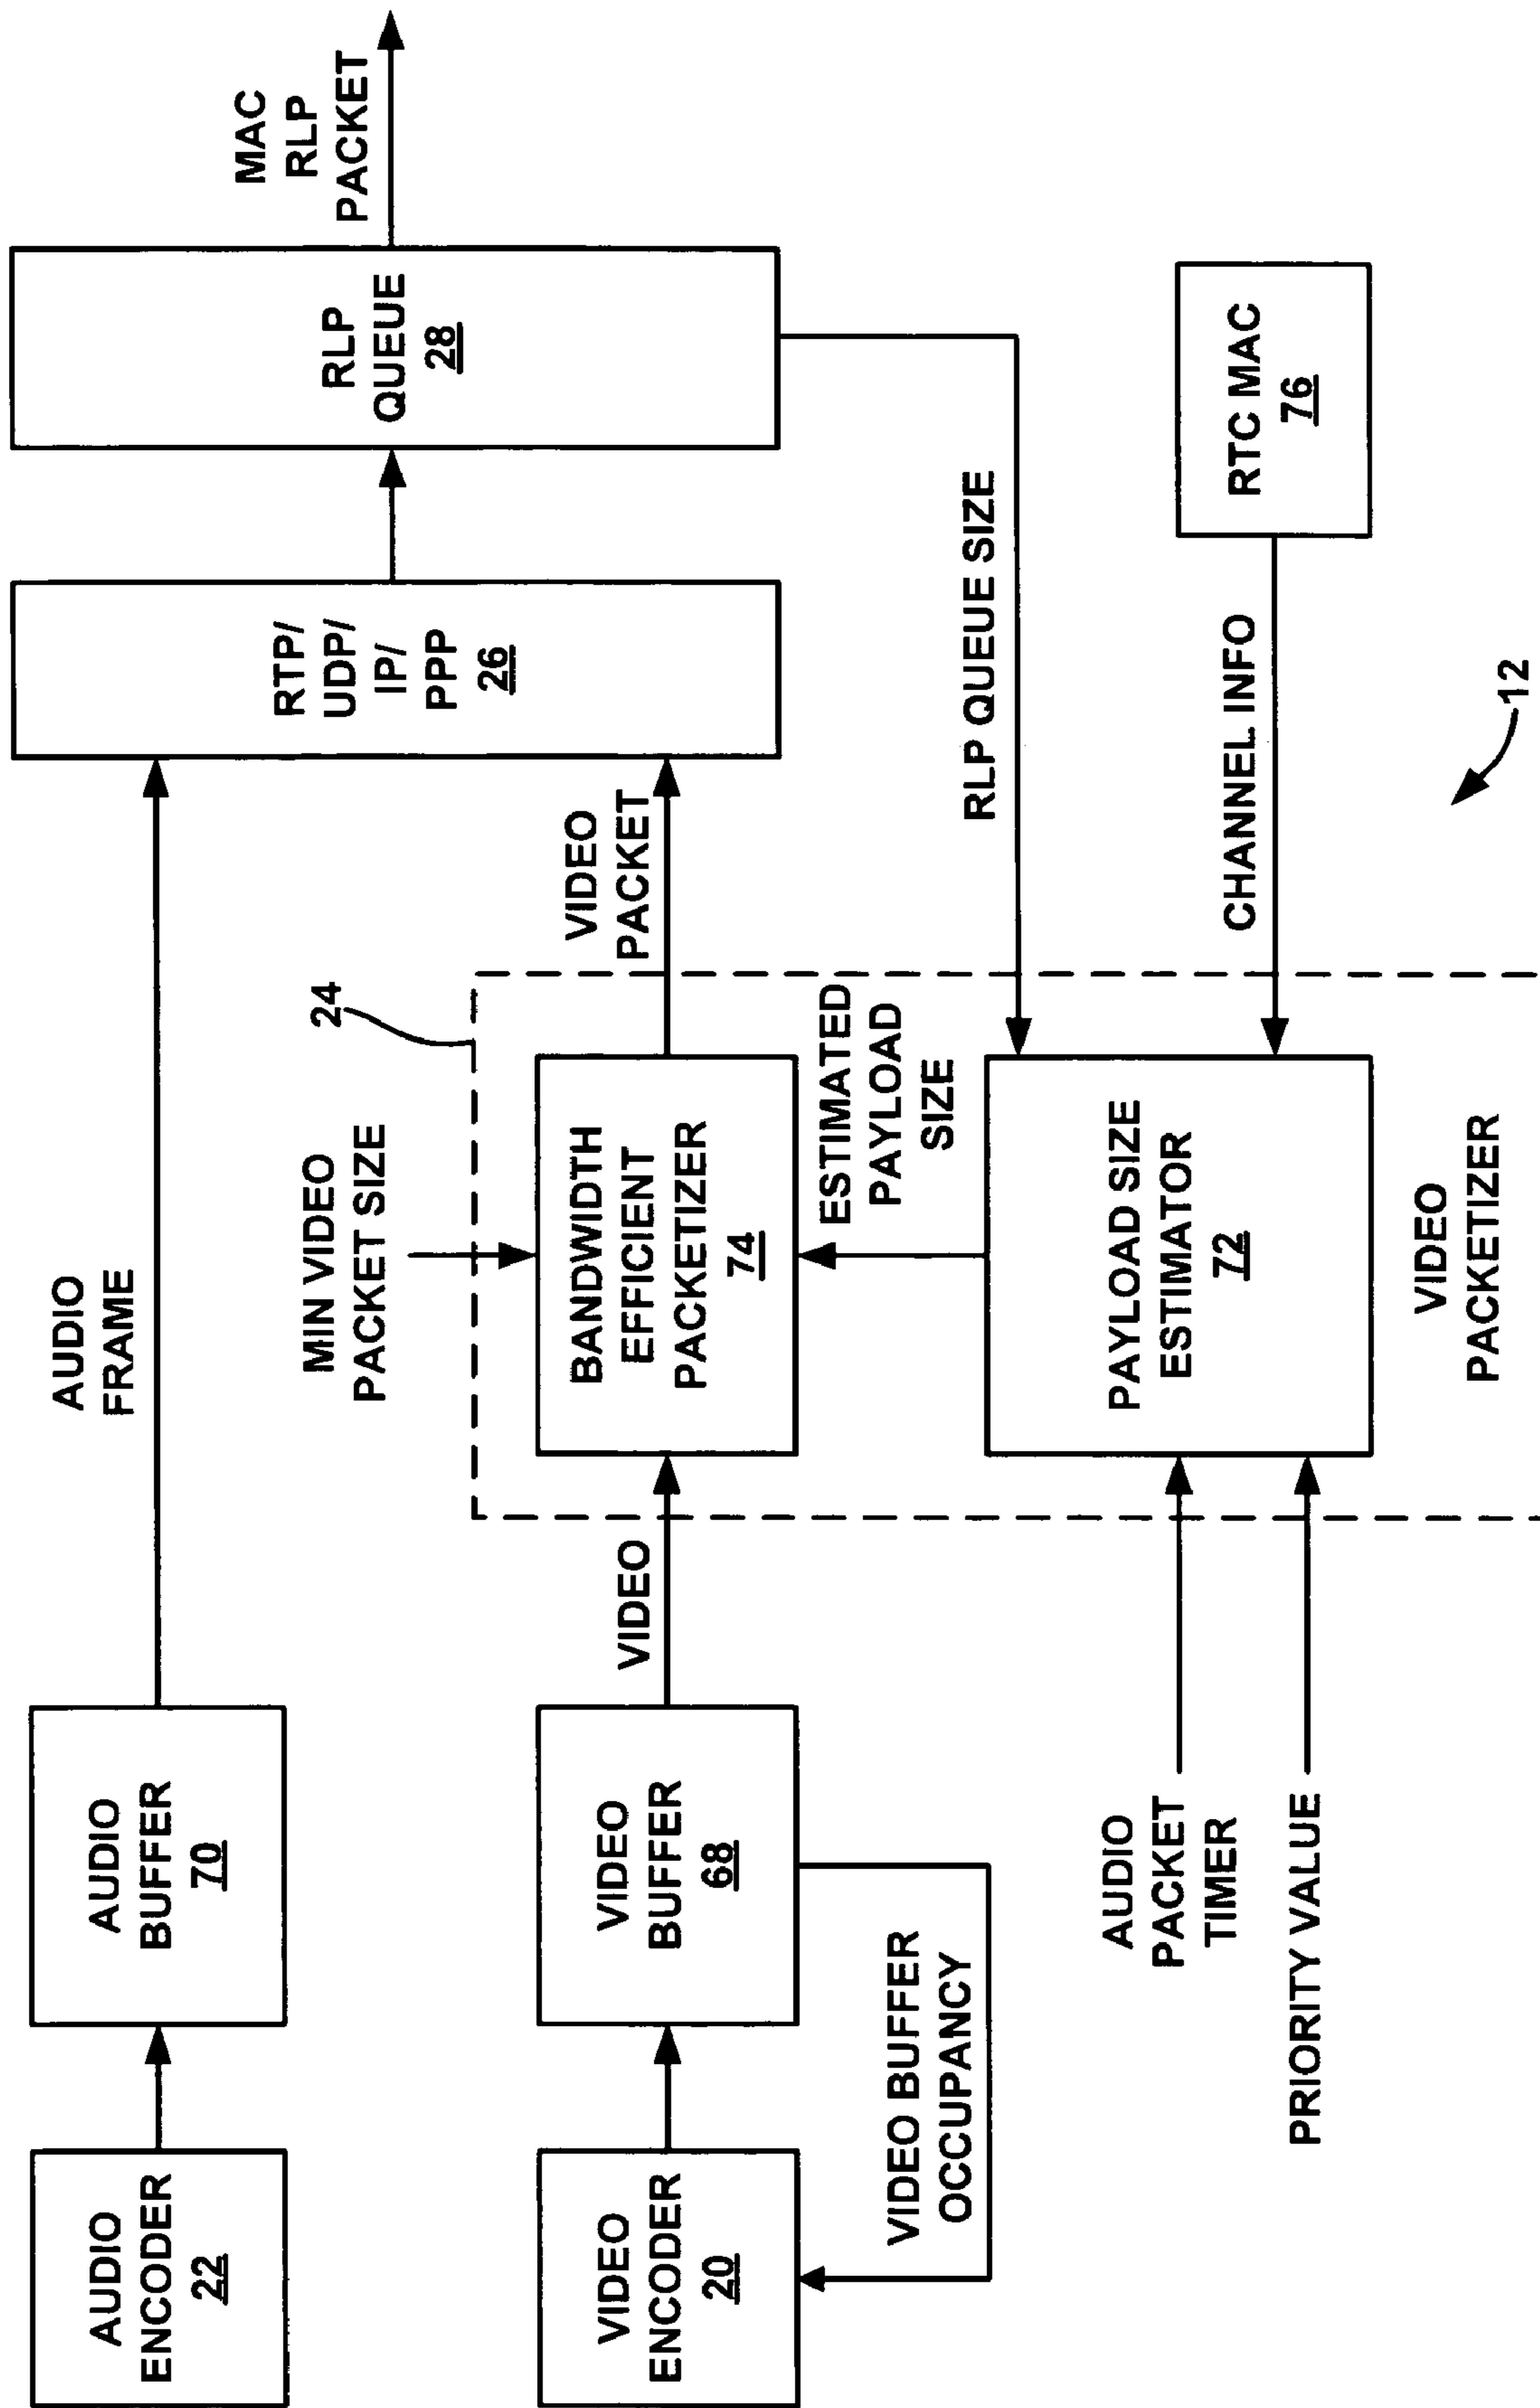 AUDIO
ENCODER
22
AUDIO
BUFFER
70
AUDIO
FRAME
RTP/
UDP/
IP/
PPP
26
RLP
QUEUE
28
MAC
RLP
PACKET
VIDEO
ENCODER
20
VIDEO
BUFFER
68
VIDEO BUFFER
OCCUPANCY
VIDEO
MIN VIDEO
PACKET SIZE
24
BANDWIDTH
EFFICIENT
PACKETIZER
74
VIDEO
PACKET
ESTIMATED
PAYLOAD
SIZE
RLP QUEUE SIZE
AUDIO
PACKET
TIMER
PRIORITY VALUE
PAYLOAD SIZE
ESTIMATOR
72
VIDEO
PACKETIZER
CHANNEL INFO
RTC MAC
76
12